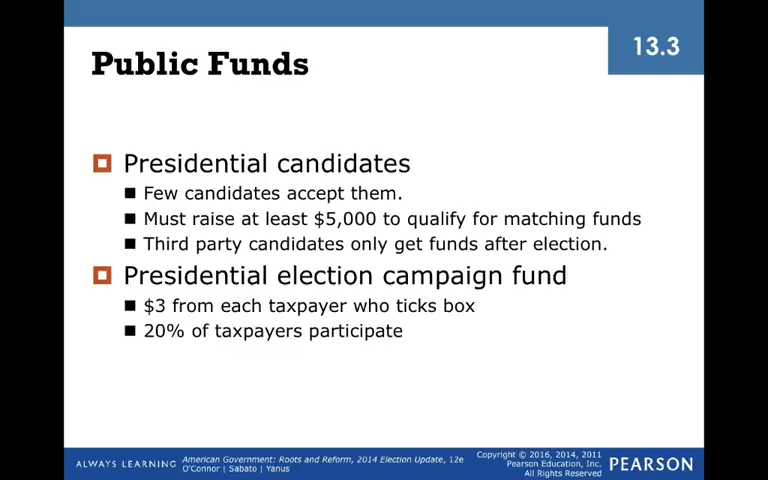 13.3
Public Funds
Presidential candidates
Few candidates accept them.
Must raise at least $5,000 to qualify for matching funds
Third party candidates only get funds after election.
Presidential election campaign fund
$3 from each taxpayer who ticks box
20% of taxpayers participate
ALWAYS LEARNING
American Government: Roots and Reform, 2014 Election Update, 12e
O'Connor | Sabato | Yanus
Copyright © 2016, 2014, 2011
Pearson Education, Inc.
All Rights Reserved
PEARSON